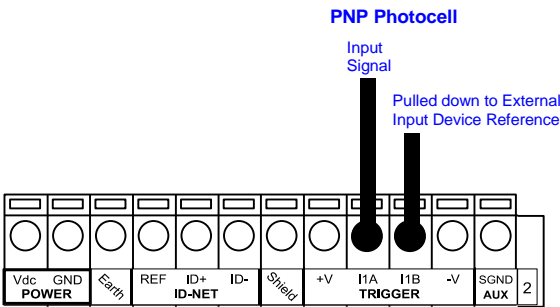 PNP Photocell
Input
Signal
Pulled down to External
Input Device Reference
Vdc GND Earth REF ID+ ID- Shield +V I1A I1B -V SGND 2
POWER ID-NET TRIGGER AUX